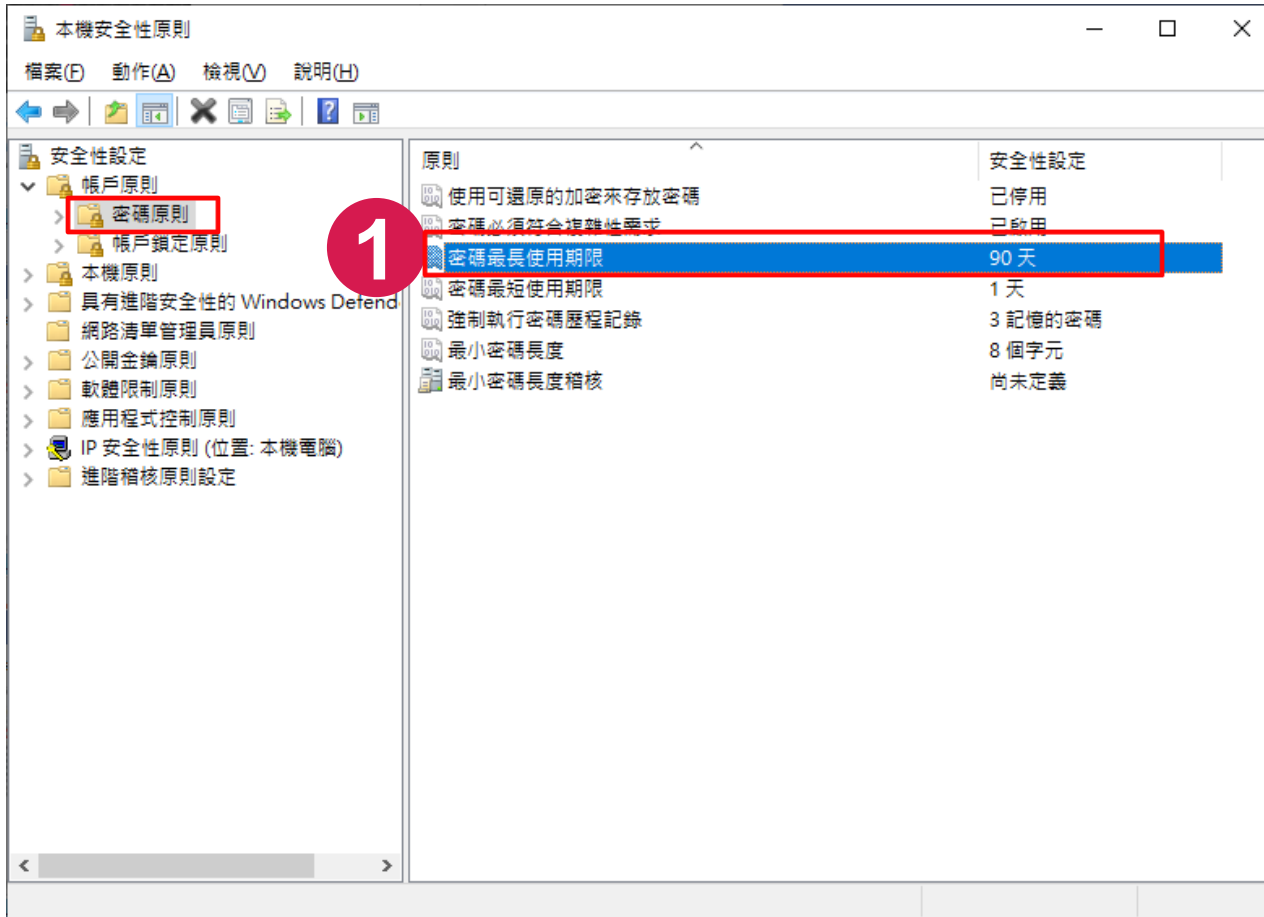 本機安全性原則
檔案(F) 動作(A) 檢視(V) 說明(H)
安全性設定
帳戶原則
密碼原則
帳戶鎖定原則
本機原則
具有進階安全性的 Windows Defend
網路清單管理員原則
公開金鑰原則
軟體限制原則
應用程式控制原則
IP 安全性原則 (位置: 本機電腦)
進階稽核原則設定
1
原則 安全性設定
使用可還原的加密來存放密碼 已停用
密碼必須符合複雜性需求 已啟用
密碼最長使用期限 90 天
密碼最短使用期限 1 天
強制執行密碼歷程記錄 3 記憶的密碼
最小密碼長度 8 個字元
最小密碼長度稽核 尚未定義